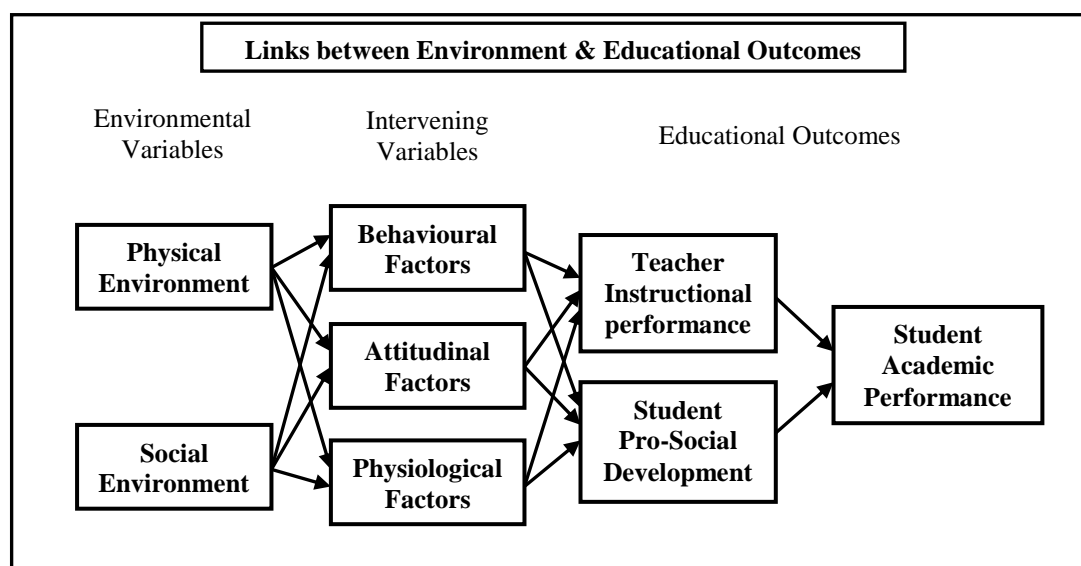 Links between Environment & Educational Outcomes
Environmental
Variables
Intervening
Variables
Educational Outcomes
Physical
Environment
Social
Environment
Behavioural
Factors
Attitudinal
Factors
Physiological
Factors
Teacher
Instructional
performance
Student
Pro-Social
Development
Student
Academic
Performance